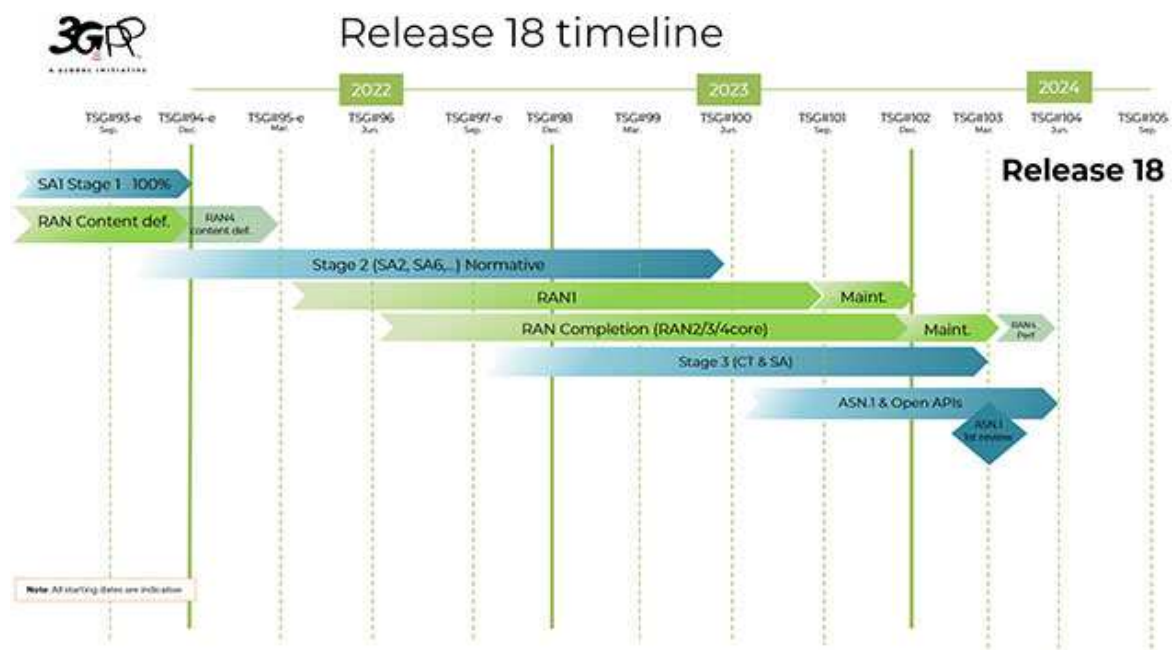 3GPP
A GLOBAL INITIATIVE
Release 18 timeline
2022
2023
2024
TSG#93-e TSG#94-e TSG#95-e TSG#96 TSG#97-e TSG#98 TSG#99 TSG#100 TSG#101 TSG#102 TSG#103 TSG#104 TSG#105
Sep. Dec. Mar. Jun. Sep. Dec. Mar. Jun. Sep. Dec. Mar. Jun. Sep.
Release 18
SA1 Stage 1 100%
RAN Content def.
RAN4
content def.
Stage 2 (SA2, SA6,..) Normative
RAN1
Maint.
RAN Completion (RAN2/3/4core)
Maint.
RAN4
Perf
Stage 3 (CT & SA)
ASN.1 & Open APIs
ASN.1
Int review
Note: All starting dates are indicative